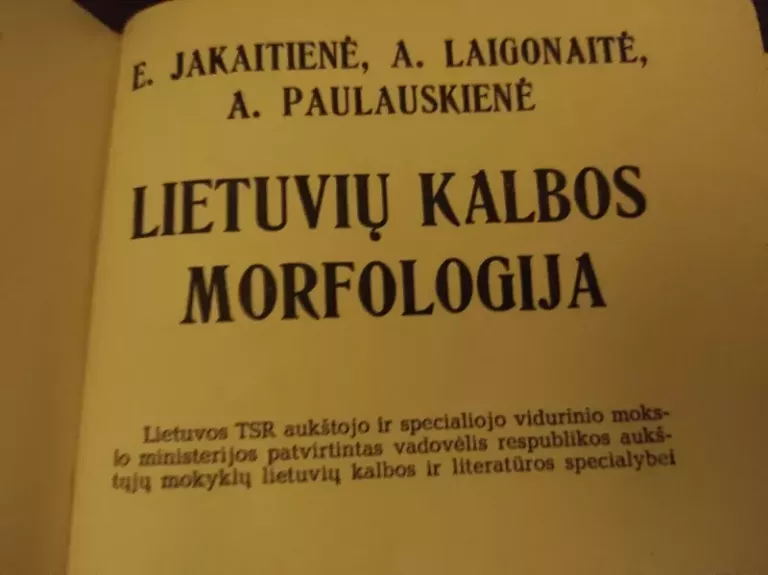 E. JAKAITIENĖ, A. LAIGONAITĖ,
A. PAULAUSKIENĖ
LIETUVIŲ KALBOS
MORFOLOGIJA
Lietuvos TSR aukštojo ir specialiojo vidurinio moks-
lo ministerijos patvirtintas vadovėlis respublikos aukš-
tųjų mokyklų lietuvių kalbos ir literatūros specialybei